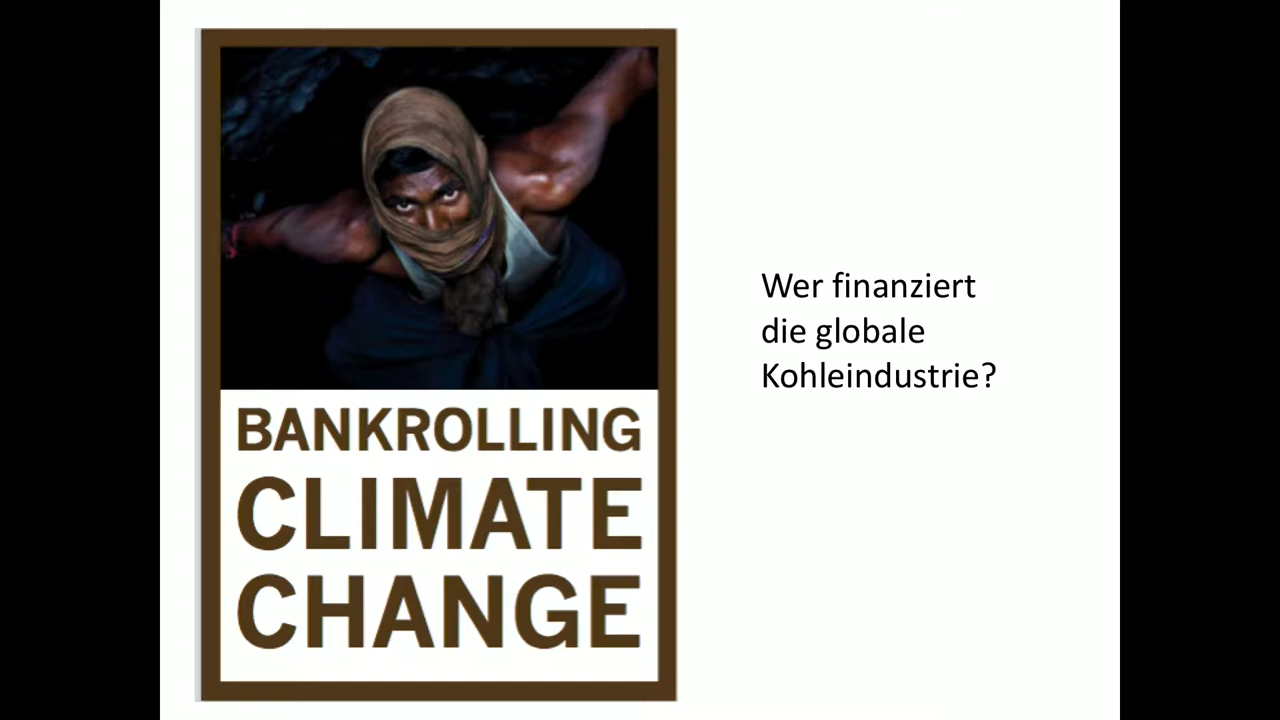 BANKROLLING
CLIMATE
CHANGE
Wer finanziert
die globale
Kohleindustrie?